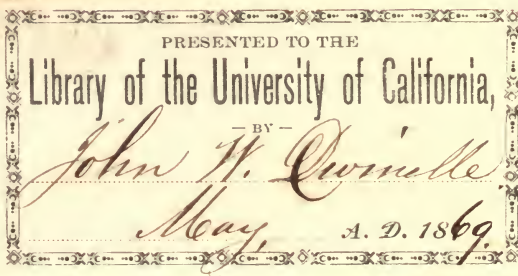 PRESENTED TO THE
Library of the University of California,
— BY —
John W. Dwinelle
May, A. D. 1869.